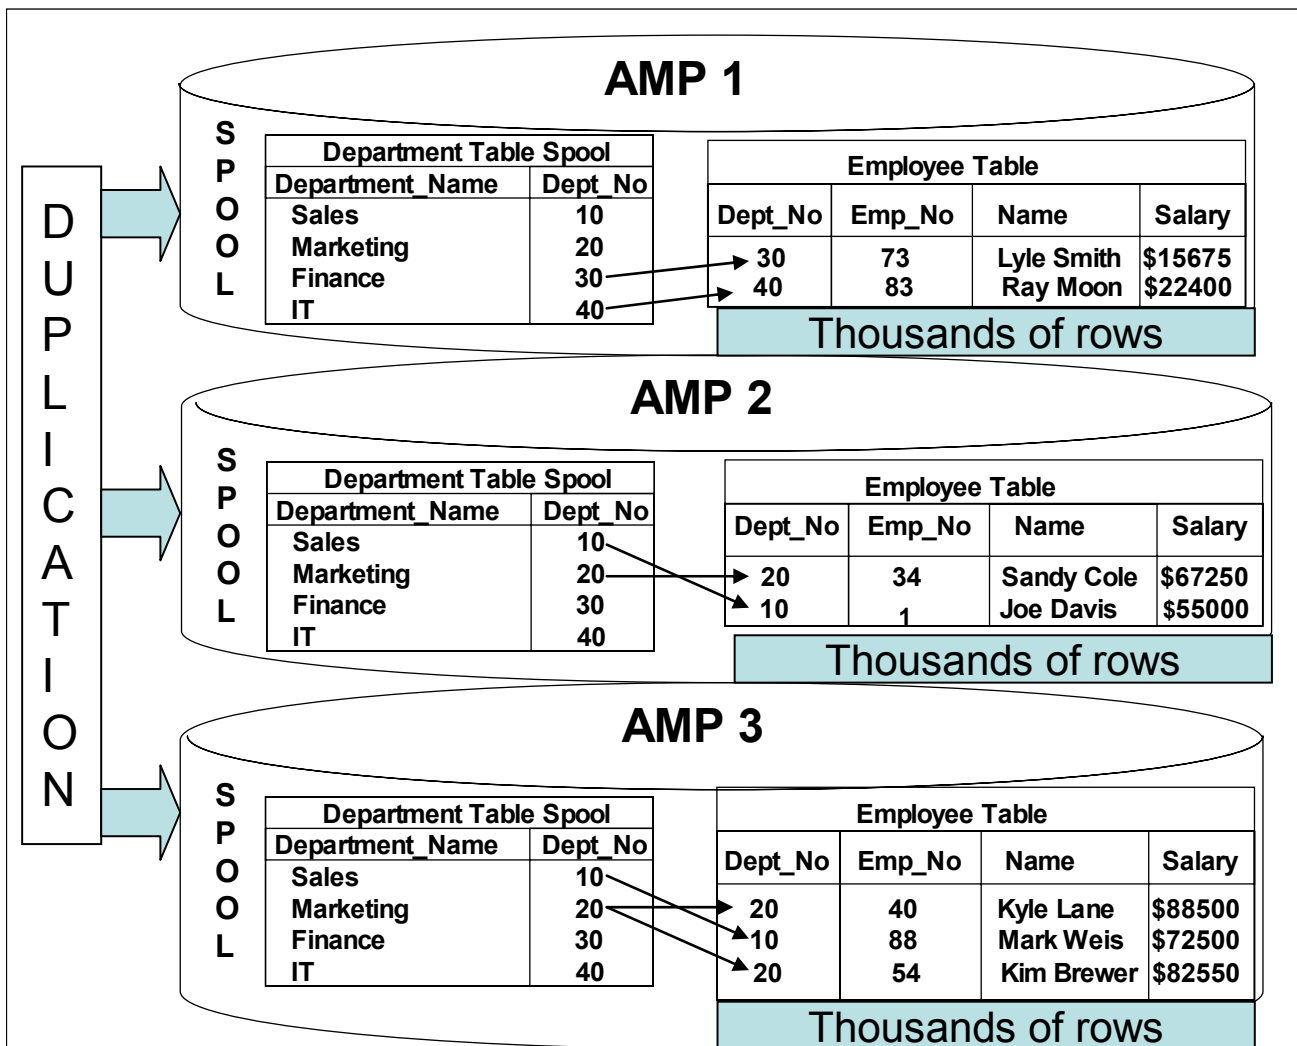 DUPLICATION
AMP 1
SPOOL
Department Table Spool
Department_Name Dept_No
Sales 10
Marketing 20
Finance 30
IT 40
Employee Table
Dept_No Emp_No Name Salary
30 73 Lyle Smith $15675
40 83 Ray Moon $22400
Thousands of rows
AMP 2
SPOOL
Department Table Spool
Department_Name Dept_No
Sales 10
Marketing 20
Finance 30
IT 40
Employee Table
Dept_No Emp_No Name Salary
20 34 Sandy Cole $67250
10 1 Joe Davis $55000
Thousands of rows
AMP 3
SPOOL
Department Table Spool
Department_Name Dept_No
Sales 10
Marketing 20
Finance 30
IT 40
Employee Table
Dept_No Emp_No Name Salary
20 40 Kyle Lane $88500
10 88 Mark Weis $72500
20 54 Kim Brewer $82550
Thousands of rows